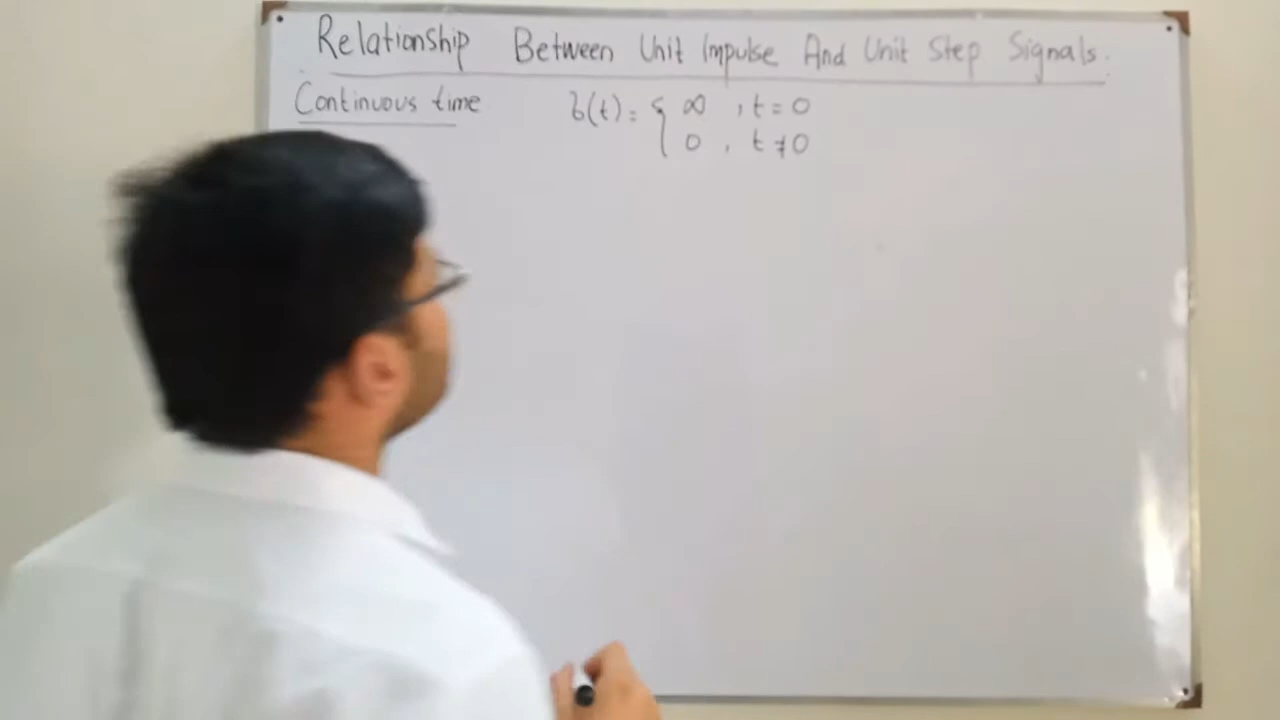 Relationship Between Unit Impulse And Unit Step Signals.
Continuous time δ(t) = { ∞ , t = 0
0 , t ≠ 0